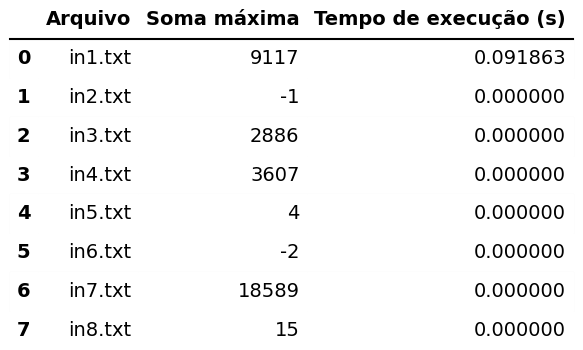 Arquivo Soma máxima Tempo de execução (s)
0 in1.txt 9117 0.091863
1 in2.txt -1 0.000000
2 in3.txt 2886 0.000000
3 in4.txt 3607 0.000000
4 in5.txt 4 0.000000
5 in6.txt -2 0.000000
6 in7.txt 18589 0.000000
7 in8.txt 15 0.000000